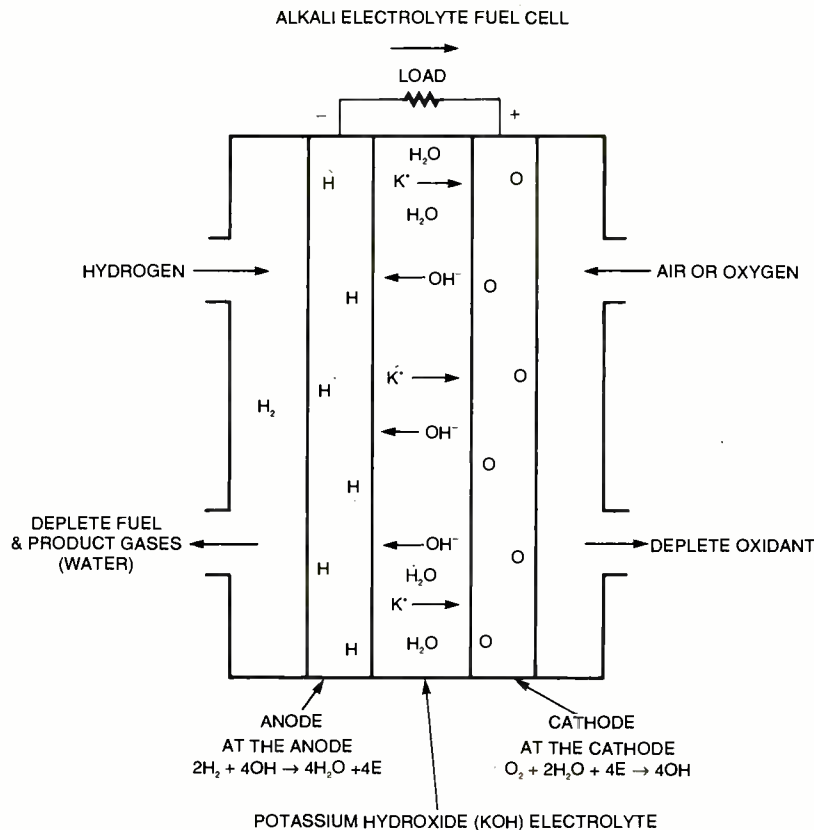 ALKALI ELECTROLYTE FUEL CELL
LOAD
− +
H₂O
H K⁺ O
H₂O
HYDROGEN AIR OR OXYGEN
OH⁻ O
H
H K⁺ O
H₂
OH⁻
O
H
DEPLETE FUEL
& PRODUCT GASES
(WATER)
OH⁻ DEPLETE OXIDANT
O
H H₂O
K⁺
H H₂O O
ANODE
AT THE ANODE
2H₂ + 4OH → 4H₂O +4E
CATHODE
AT THE CATHODE
O₂ + 2H₂O + 4E → 4OH
POTASSIUM HYDROXIDE (KOH) ELECTROLYTE